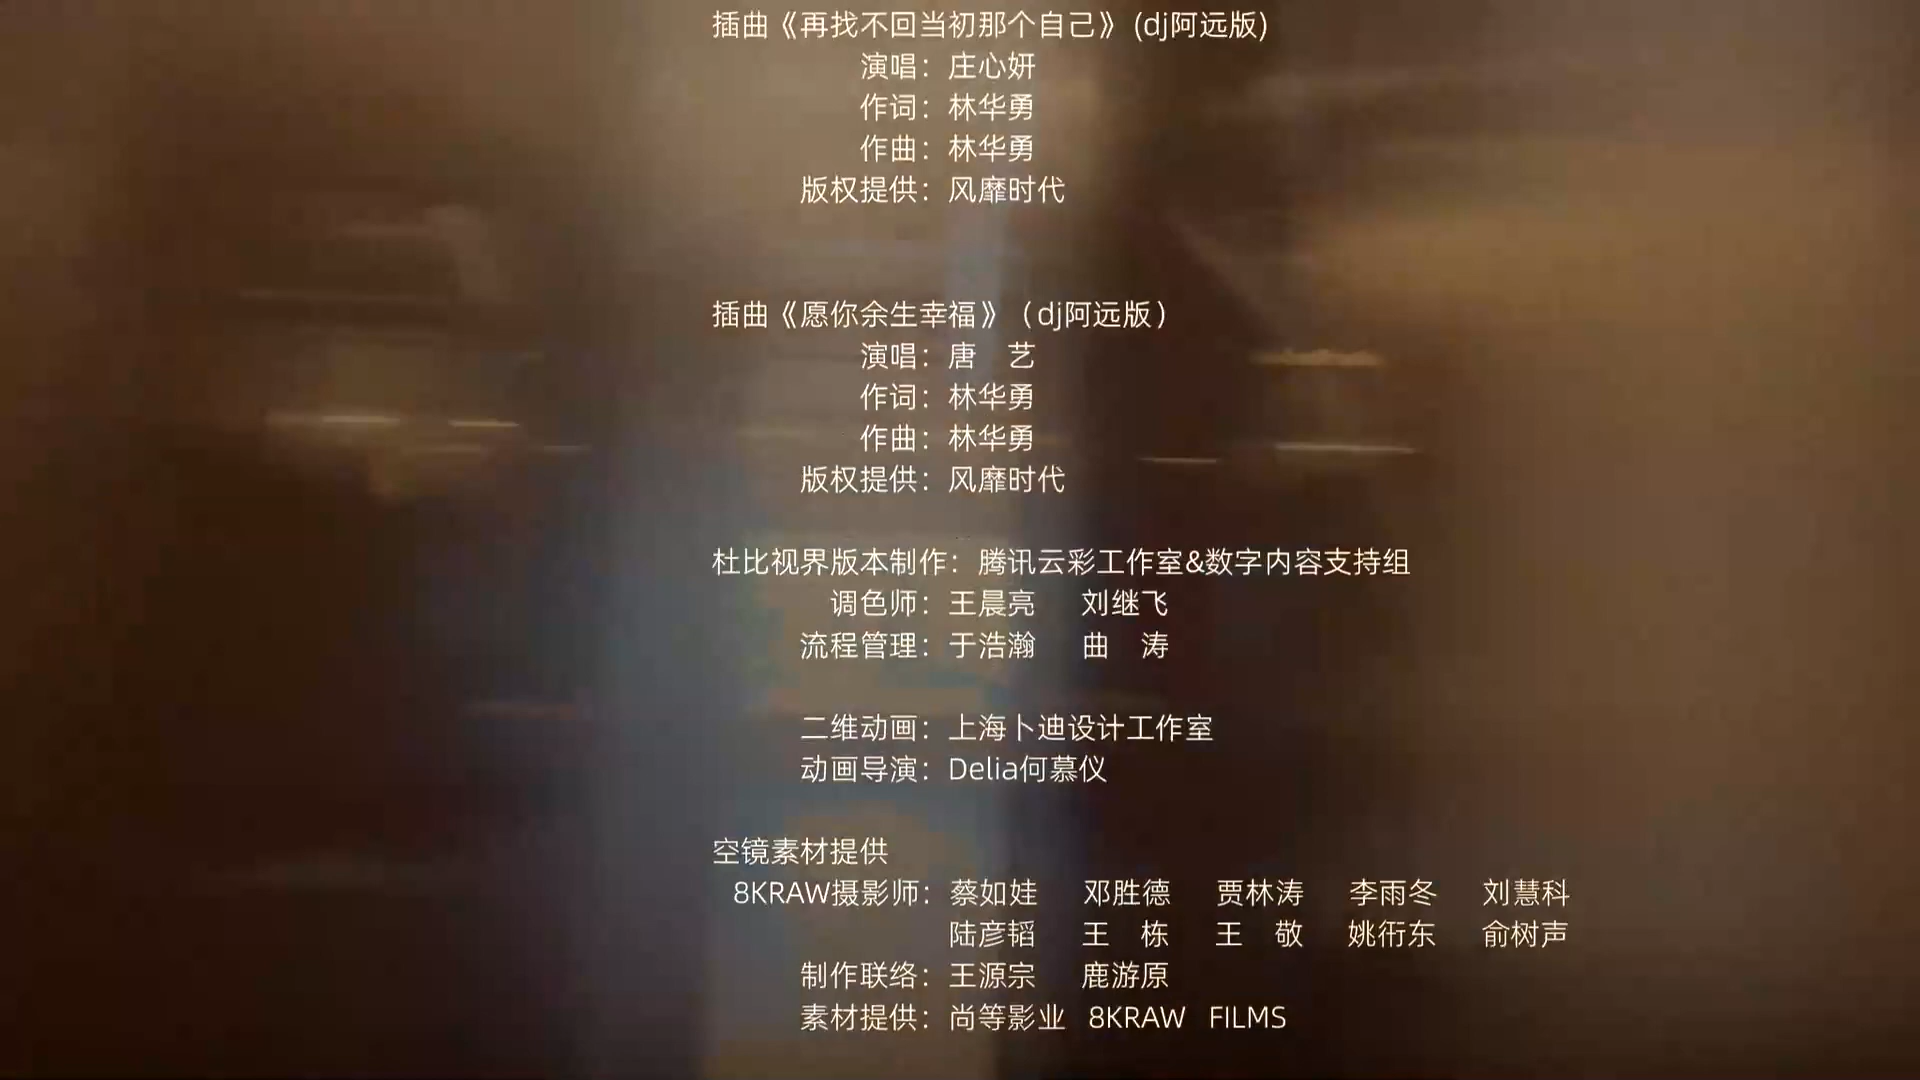 插曲《再找不回当初那个自己》(dj阿远版)
演唱：庄心妍
作词：林华勇
作曲：林华勇
版权提供：风靡时代
插曲《愿你余生幸福》（dj阿远版）
演唱：唐　艺
作词：林华勇
作曲：林华勇
版权提供：风靡时代
杜比视界版本制作：腾讯云彩工作室&数字内容支持组
调色师：王晨亮　刘继飞
流程管理：于浩瀚　曲　涛
二维动画：上海卜迪设计工作室
动画导演：Delia何慕仪
空镜素材提供
8KRAW摄影师：蔡如娃　邓胜德　贾林涛　李雨冬　刘慧科
陆彦韬　王　栋　王　敬　姚衎东　俞树声
制作联络：王源宗　鹿游原
素材提供：尚等影业 8KRAW FILMS